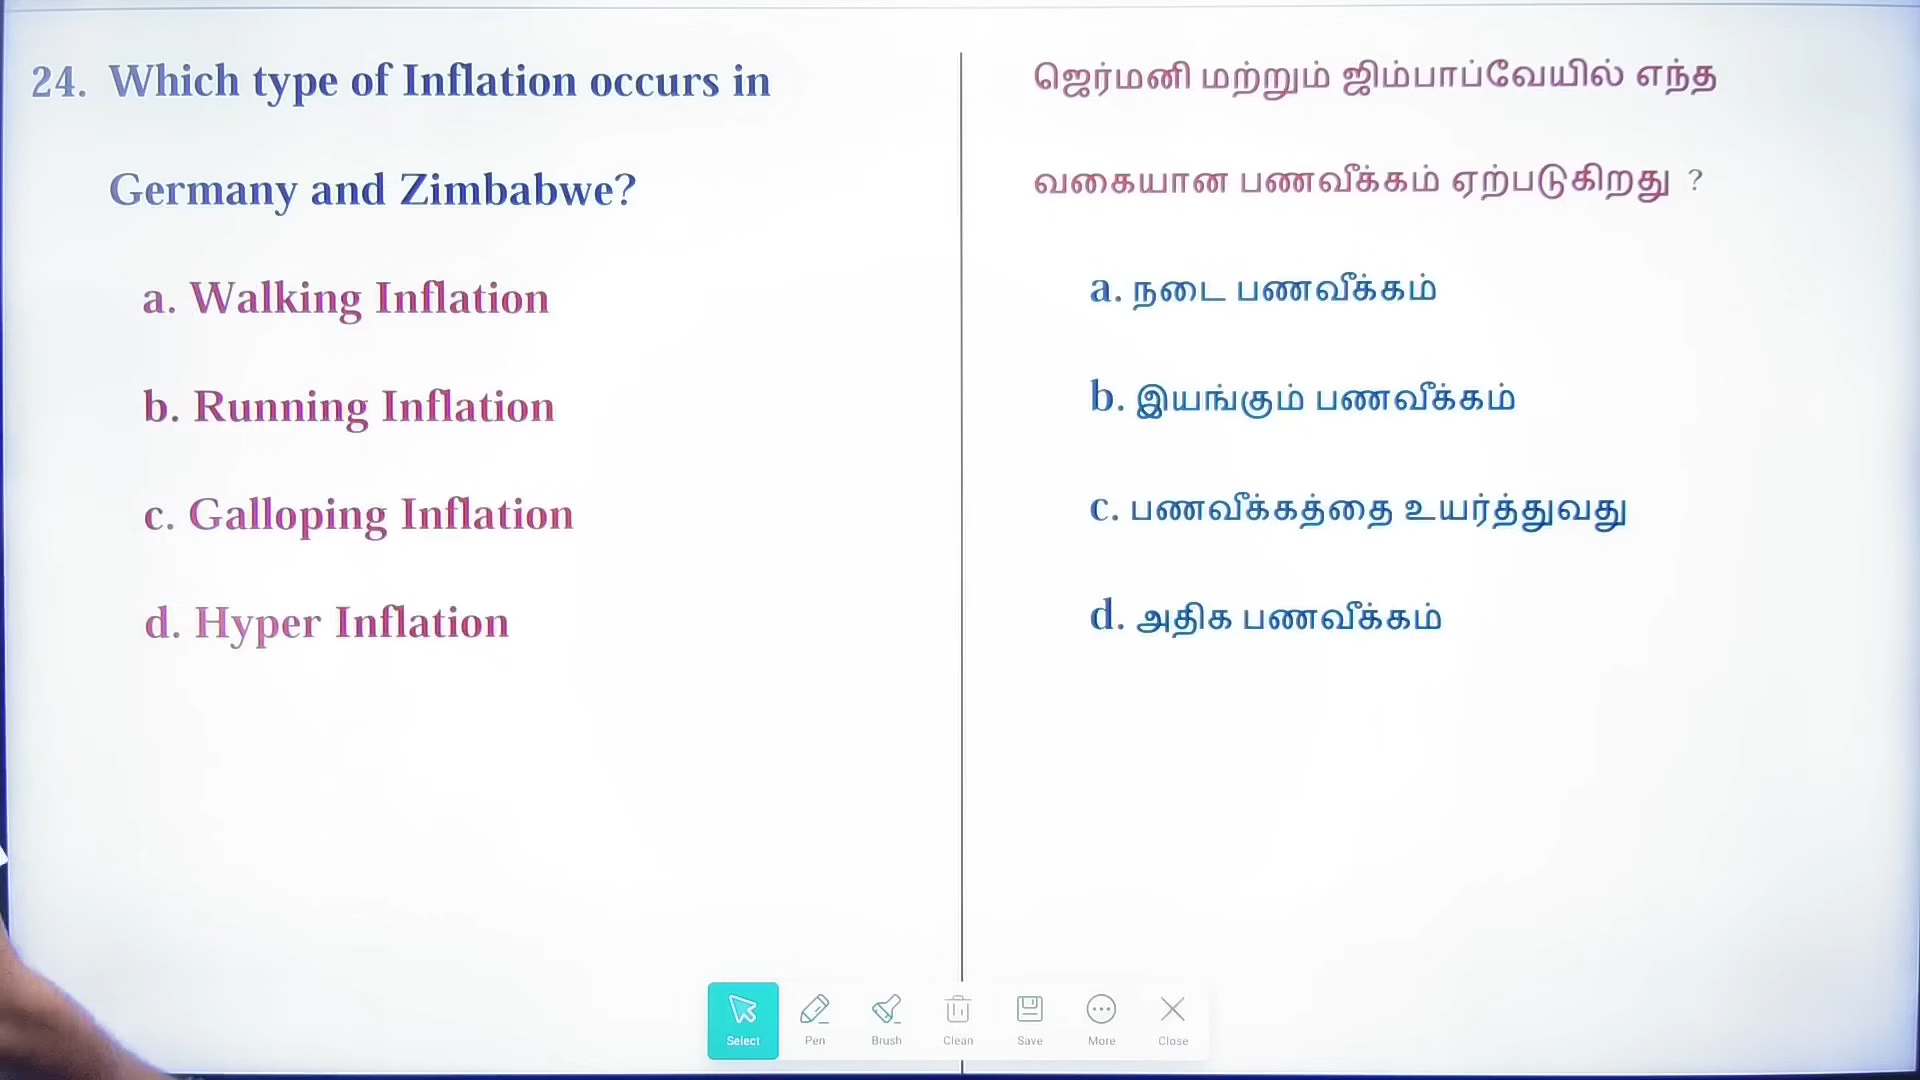 24. Which type of Inflation occurs in
Germany and Zimbabwe?
a. Walking Inflation
b. Running Inflation
c. Galloping Inflation
d. Hyper Inflation
ஜெர்மனி மற்றும் ஜிம்பாப்வேயில் எந்த
வகையான பணவீக்கம் ஏற்படுகிறது ?
a. நடை பணவீக்கம்
b. இயங்கும் பணவீக்கம்
c. பணவீக்கத்தை உயர்த்துவது
d. அதிக பணவீக்கம்
Select Pen Brush Clean Save More Close